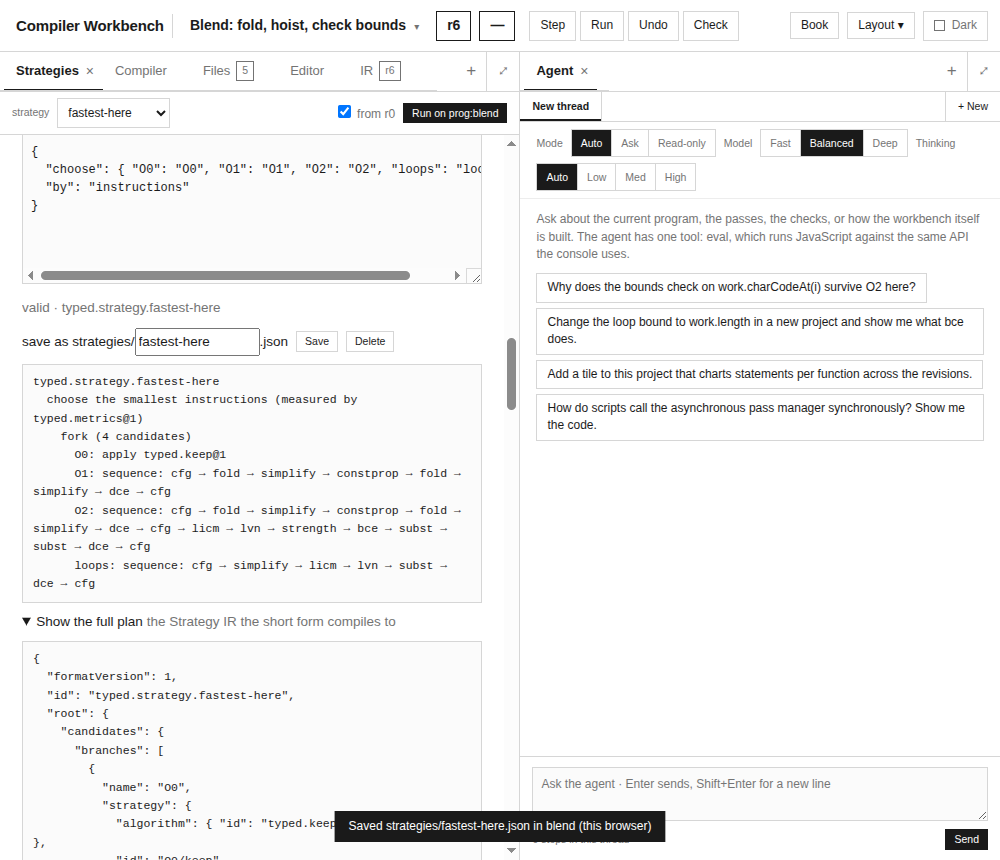 Compiler Workbench
Blend: fold, hoist, check bounds ▾
r6
—
Step
Run
Undo
Check
Book
Layout ▾
Dark
Strategies ×
Compiler
Files 5
Editor
IR r6
+
Agent ×
+
strategy
fastest-here
from r0
Run on prog:blend
{
"choose": { "O0": "O0", "O1": "O1", "O2": "O2", "loops": "loo
"by": "instructions"
}
valid · typed.strategy.fastest-here
save as strategies/ fastest-here .json
Save
Delete
typed.strategy.fastest-here
choose the smallest instructions (measured by
typed.metrics@1)
fork (4 candidates)
O0: apply typed.keep@1
O1: sequence: cfg → fold → simplify → constprop → fold →
simplify → dce → cfg
O2: sequence: cfg → fold → simplify → constprop → fold →
simplify → dce → cfg → licm → lvn → strength → bce → subst →
subst → dce → cfg
loops: sequence: cfg → simplify → licm → lvn → subst →
dce → cfg
▼ Show the full plan the Strategy IR the short form compiles to
{
"formatVersion": 1,
"id": "typed.strategy.fastest-here",
"root": {
"candidates": {
"branches": [
{
"name": "O0",
"strategy": {
"algorithm": { "id": "typed.keep
},
"id": "O0/keep"
New thread
+ New
Mode
Auto
Ask
Read-only
Model
Fast
Balanced
Deep
Thinking
Auto
Low
Med
High
Ask about the current program, the passes, the checks, or how the workbench itself
is built. The agent has one tool: eval, which runs JavaScript against the same API
the console uses.
Why does the bounds check on work.charCodeAt(i) survive O2 here?
Change the loop bound to work.length in a new project and show me what bce
does.
Add a tile to this project that charts statements per function across the revisions.
How do scripts call the asynchronous pass manager synchronously? Show me
the code.
Ask the agent · Enter sends, Shift+Enter for a new line
Send
Saved strategies/fastest-here.json in blend (this browser)